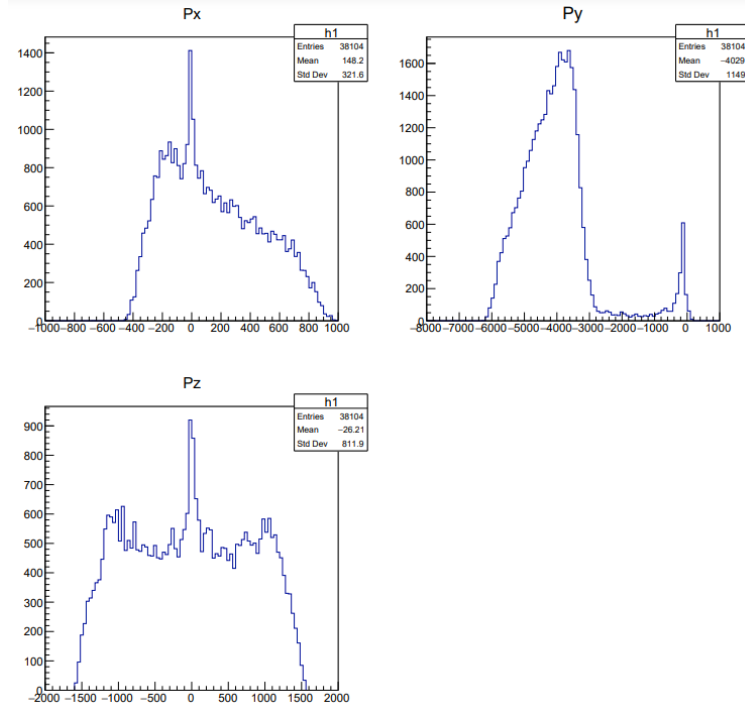 Px
h1
Entries 38104
Mean 148.2
Std Dev 321.6
1400
1200
1000
800
600
400
200
0
−1000 −800 −600 −400 −200 0 200 400 600 800 1000
Py
h1
Entries 38104
Mean −4029
Std Dev 1149
1600
1400
1200
1000
800
600
400
200
0
−8000 −7000 −6000 −5000 −4000 −3000 −2000 −1000 0 1000
Pz
h1
Entries 38104
Mean −26.21
Std Dev 811.9
900
800
700
600
500
400
300
200
100
0
−2000 −1500 −1000 −500 0 500 1000 1500 2000